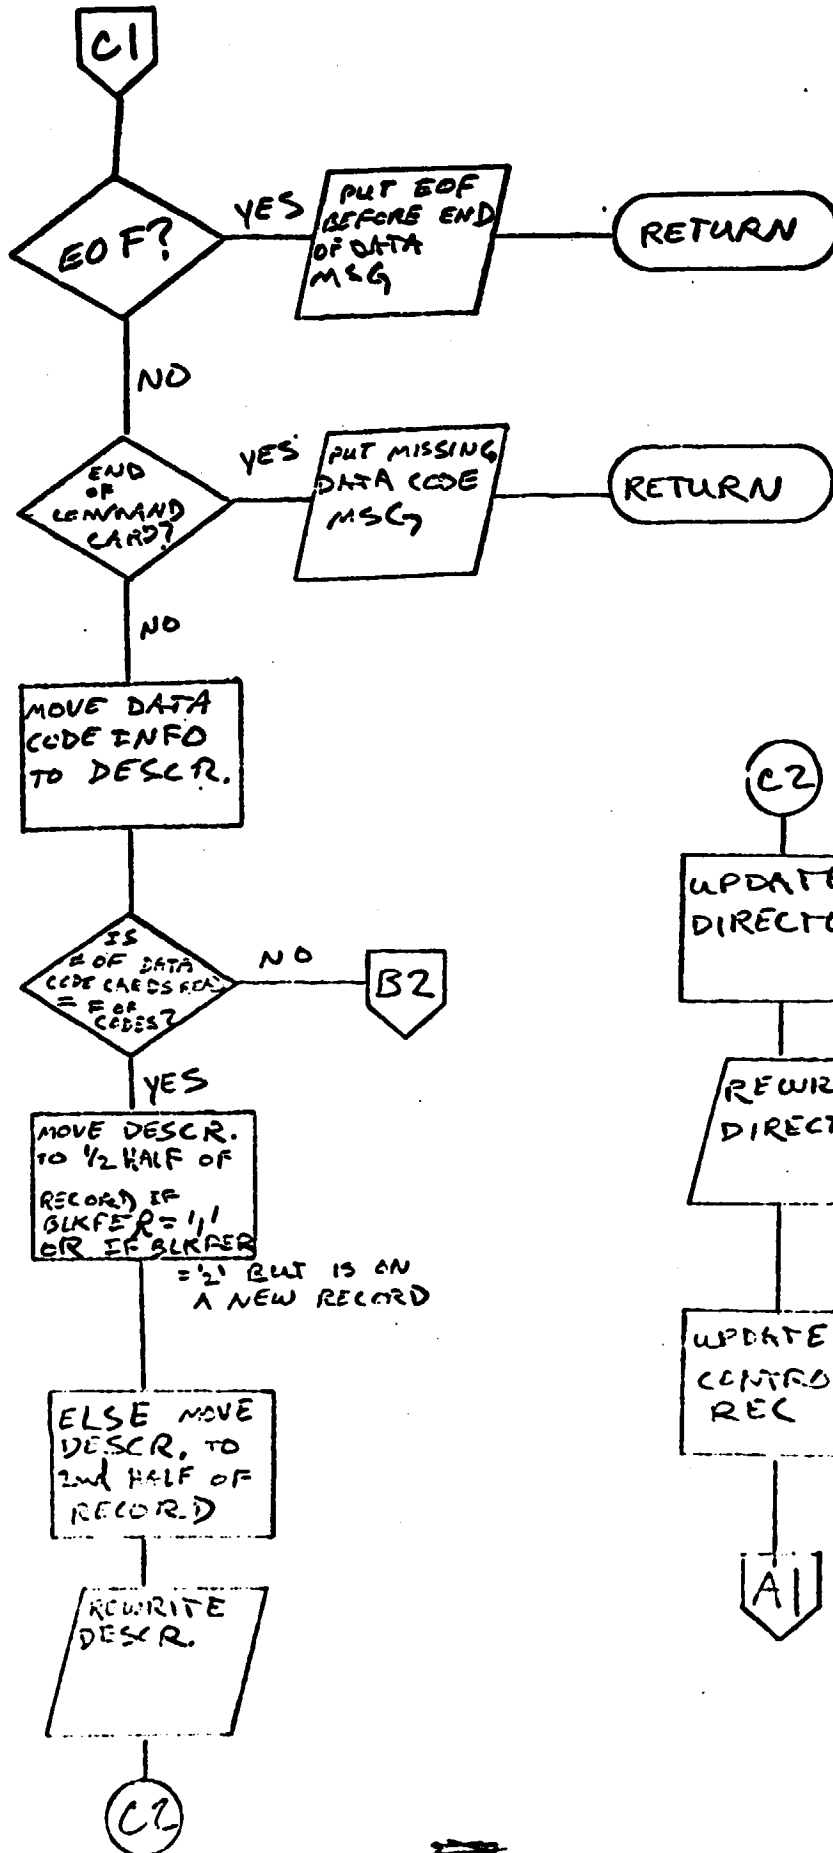 C1
EOF?
YES
PUT EOF
BEFORE END
OF DATA
MSG
RETURN
NO
END
OF
COMMAND
CARD?
YES
PUT MISSING
DATA CODE
MSG
RETURN
NO
MOVE DATA
CODE INFO
TO DESCR.
IS
# OF DATA
CODE CARDS READ
= # OF
CODES?
NO
B2
YES
MOVE DESCR.
TO 1/2 HALF OF
RECORD IF
BLKFER = '1'
OR IF BLKFER
= '2' BUT IS ON
A NEW RECORD
ELSE MOVE
DESCR. TO
2nd HALF OF
RECORD
REWRITE
DESCR.
C2
C2
UPDATE
DIRECTO
REWRI
DIRECT
UPDATE
CONTRO
REC
A1